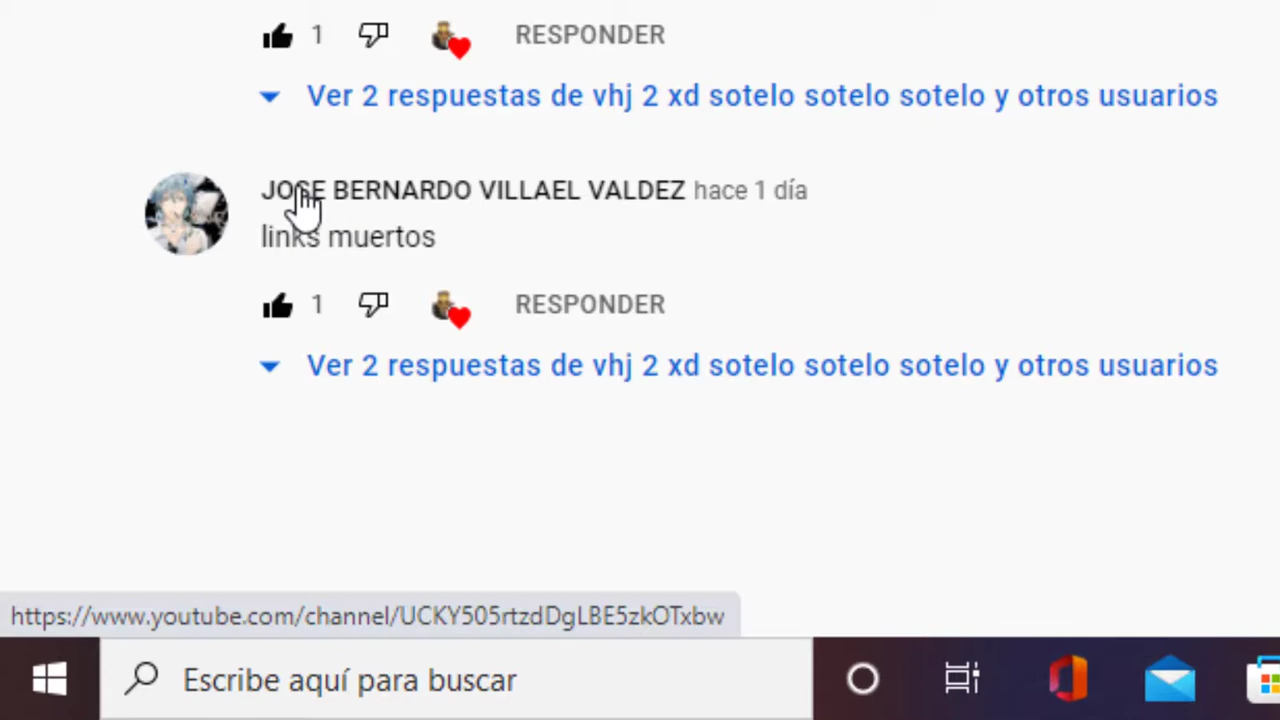 1 RESPONDER
Ver 2 respuestas de vhj 2 xd sotelo sotelo sotelo y otros usuarios
JOSE BERNARDO VILLAEL VALDEZ hace 1 día
links muertos
1 RESPONDER
Ver 2 respuestas de vhj 2 xd sotelo sotelo sotelo y otros usuarios
https://www.youtube.com/channel/UCKY505rtzdDgLBE5zkOTxbw
Escribe aquí para buscar